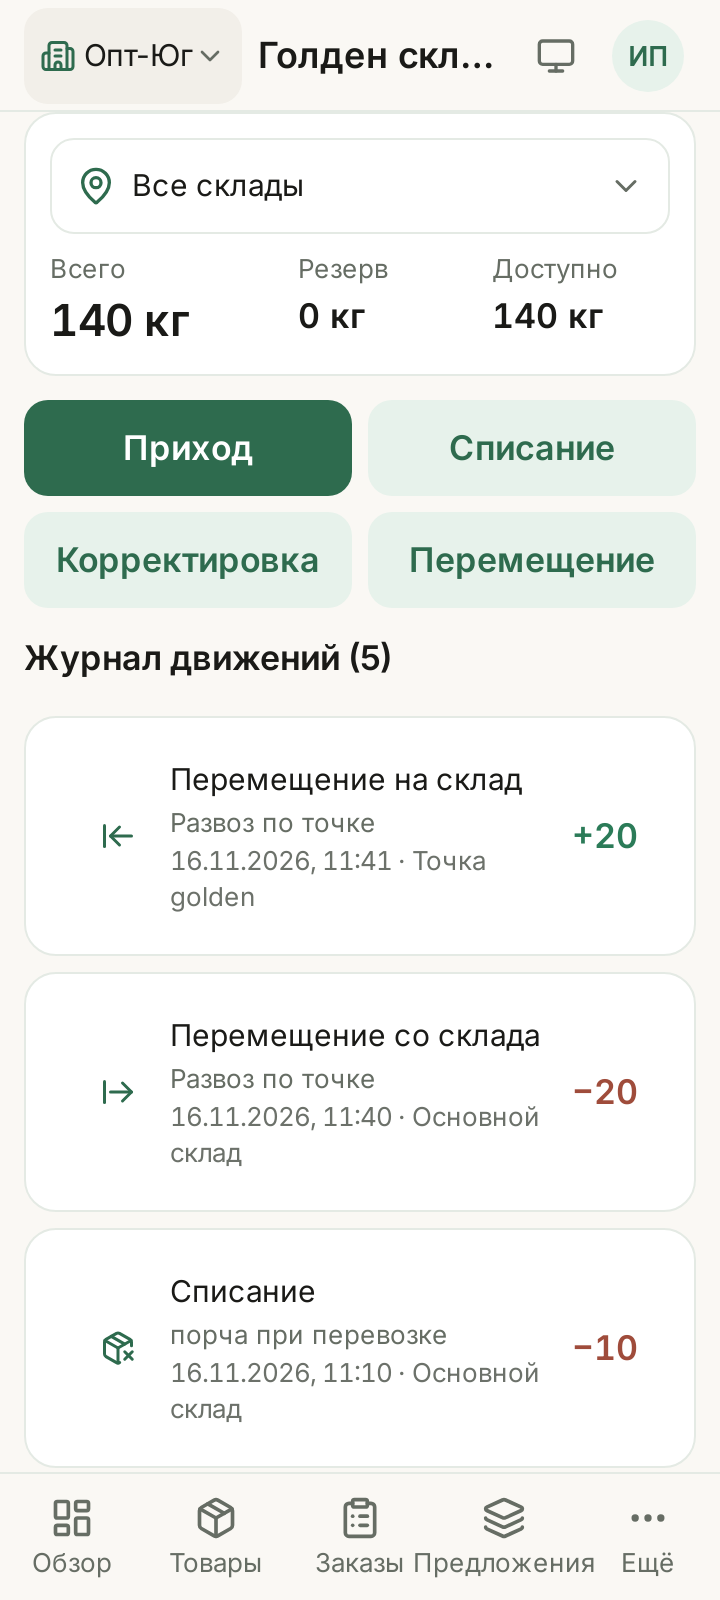 Опт-Юг
Голден скл...
ИП
Все склады
Всего
Резерв
Доступно
140 кг
0 кг
140 кг
Приход
Списание
Корректировка
Перемещение
Журнал движений (5)
Перемещение на склад
Развоз по точке
16.11.2026, 11:41 · Точка
golden
+20
Перемещение со склада
Развоз по точке
16.11.2026, 11:40 · Основной
склад
−20
Списание
порча при перевозке
16.11.2026, 11:10 · Основной
склад
−10
Обзор
Товары
Заказы
Предложения
Ещё